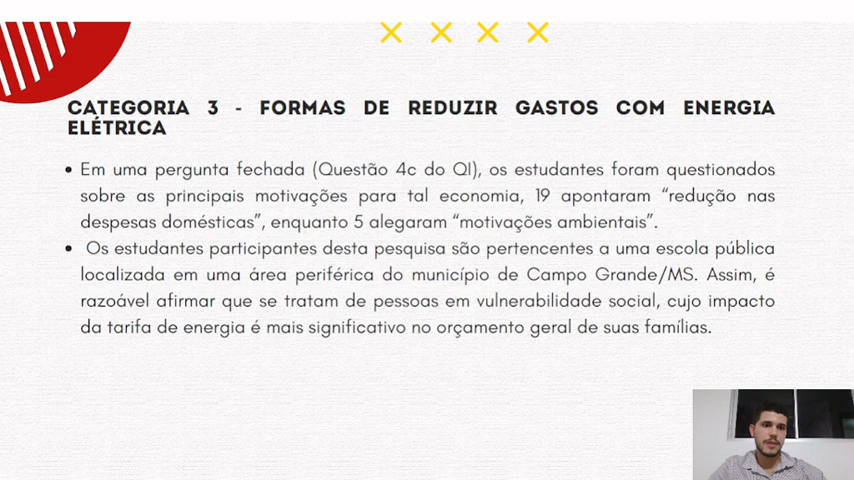 CATEGORIA 3 - FORMAS DE REDUZIR GASTOS COM ENERGIA
ELÉTRICA
• Em uma pergunta fechada (Questão 4c do QI), os estudantes foram questionados
sobre as principais motivações para tal economia, 19 apontaram “redução nas
despesas domésticas”, enquanto 5 alegaram “motivações ambientais”.
• Os estudantes participantes desta pesquisa são pertencentes a uma escola pública
localizada em uma área periférica do município de Campo Grande/MS. Assim, é
razoável afirmar que se tratam de pessoas em vulnerabilidade social, cujo impacto
da tarifa de energia é mais significativo no orçamento geral de suas famílias.